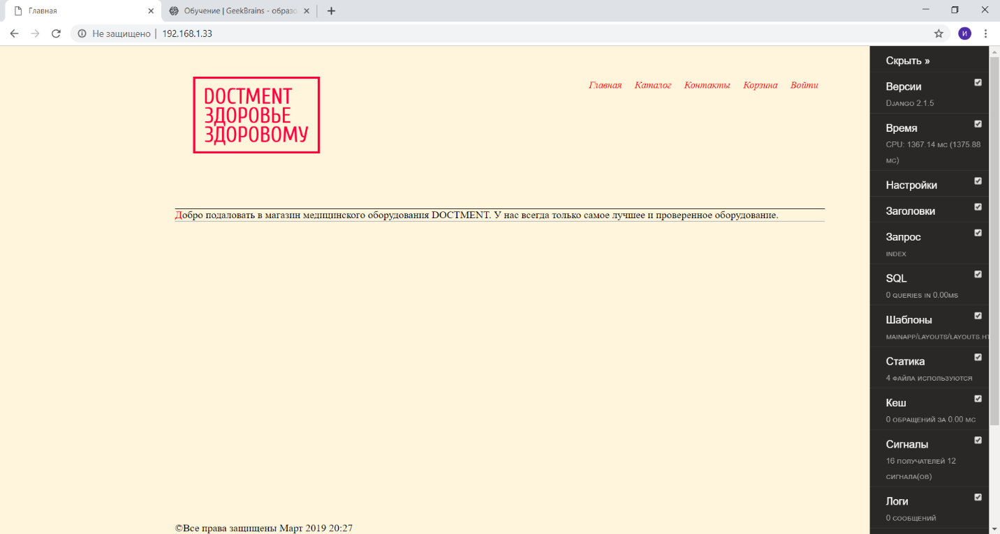 Главная
Обучение | GeekBrains - образо
Не защищено | 192.168.1.33
И
DOCTMENT
ЗДОРОВЬЕ
ЗДОРОВОМУ
Главная Каталог Контакты Корзина Войти
Добро подаловать в магазин медицинского оборудования DOCTMENT. У нас всегда только самое лучшее и проверенное оборудование.
©Все права защищены Март 2019 20:27
Скрыть »
Версии
Django 2.1.5
Время
CPU: 1367.14 мс (1375.88
мс)
Настройки
Заголовки
Запрос
index
SQL
0 queries in 0.00ms
Шаблоны
mainapp/layouts/layouts.ht
Статика
4 файла используются
Кеш
0 обращений за 0.00 мс
Сигналы
16 получателей 12
сигнала(ов)
Логи
0 сообщений